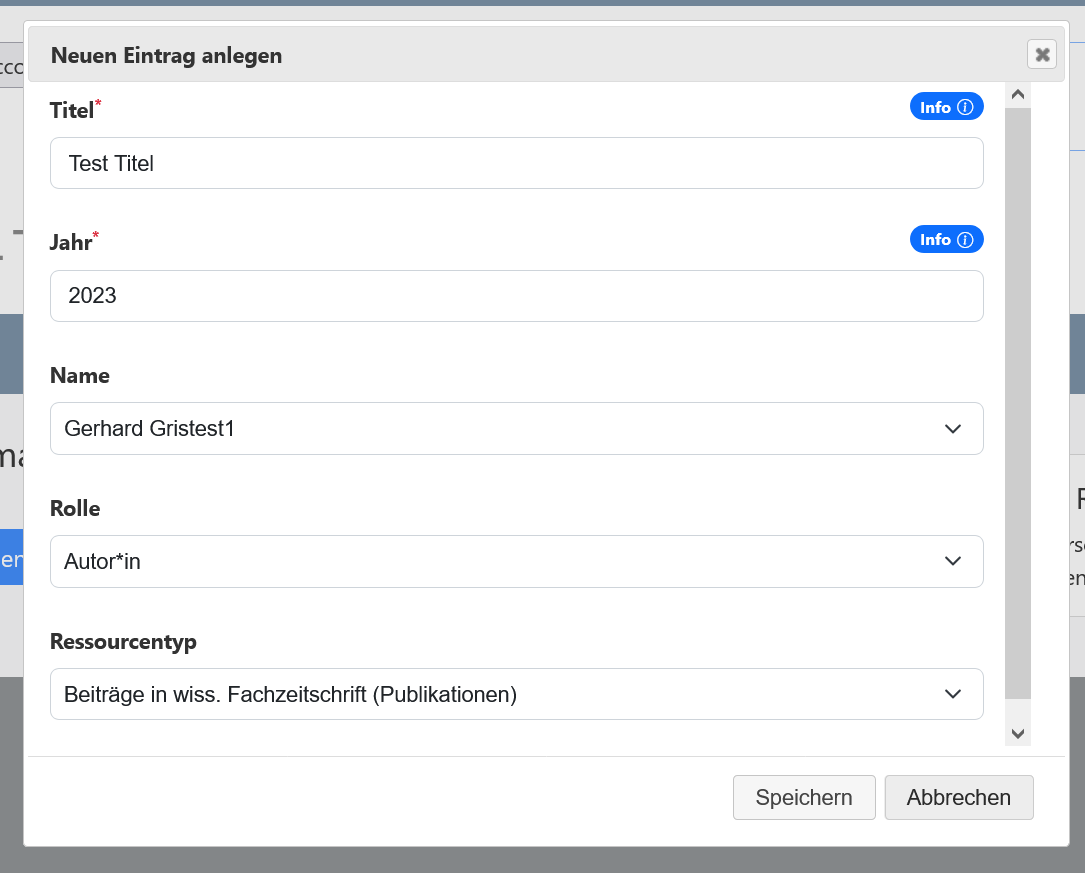 Neuen Eintrag anlegen
Titel*
Info
Test Titel
Jahr*
Info
2023
Name
Gerhard Gristest1
Rolle
Autor*in
Ressourcentyp
Beiträge in wiss. Fachzeitschrift (Publikationen)
Speichern
Abbrechen